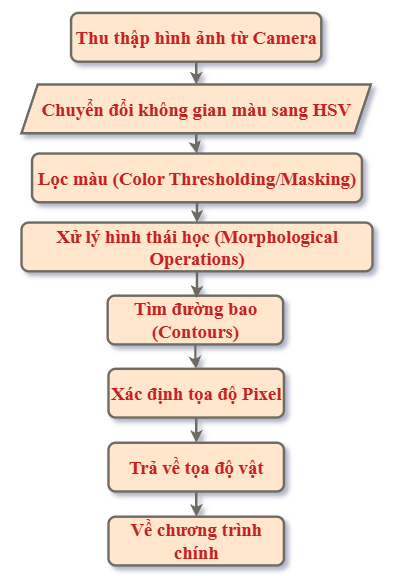 Thu thập hình ảnh từ Camera
Chuyển đổi không gian màu sang HSV
Lọc màu (Color Thresholding/Masking)
Xử lý hình thái học (Morphological
Operations)
Tìm đường bao
(Contours)
Xác định tọa độ Pixel
Trả về tọa độ vật
Về chương trình
chính